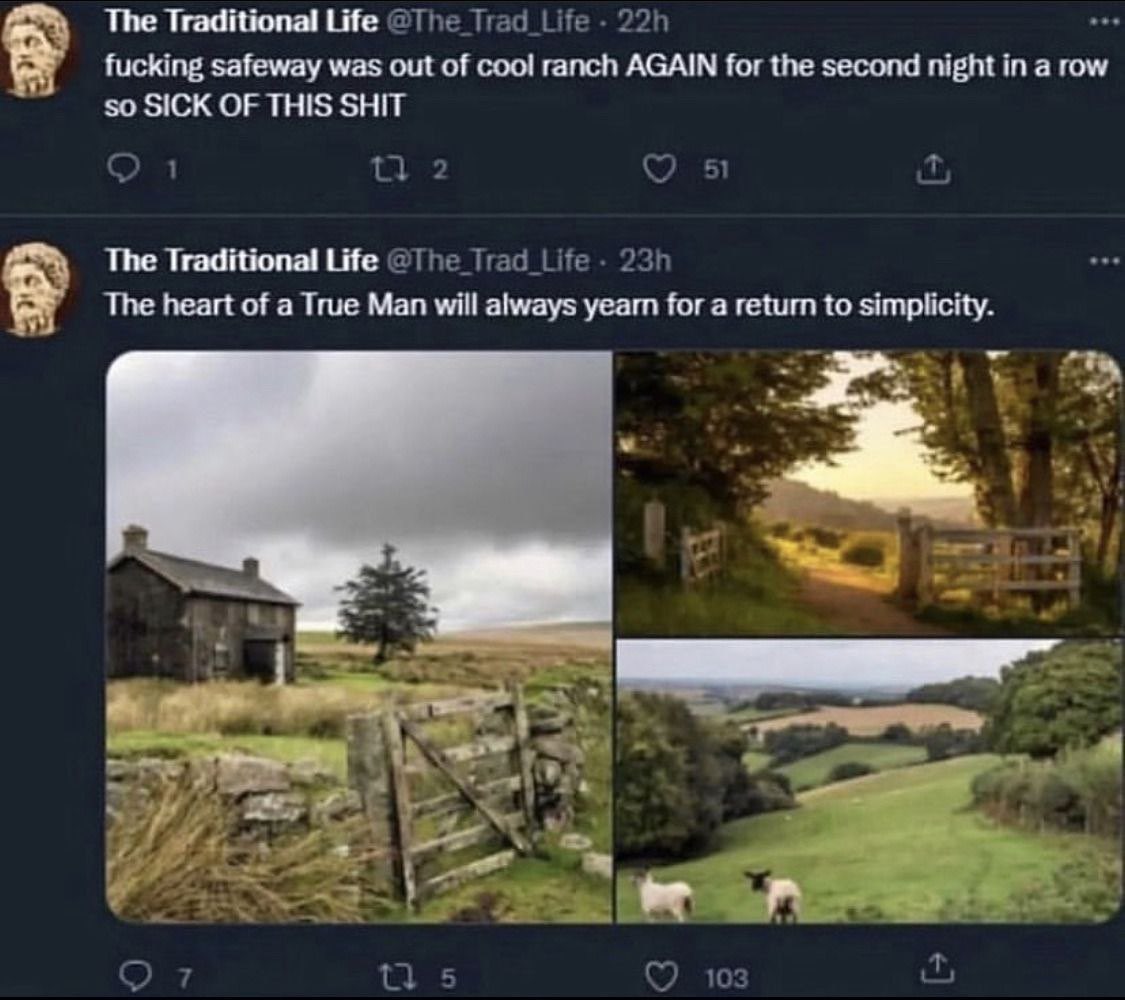 The Traditional Life @The_Trad_Life · 22h
fucking safeway was out of cool ranch AGAIN for the second night in a row
so SICK OF THIS SHIT
1 2 51
The Traditional Life @The_Trad_Life · 23h
The heart of a True Man will always yearn for a return to simplicity.
7 5 103